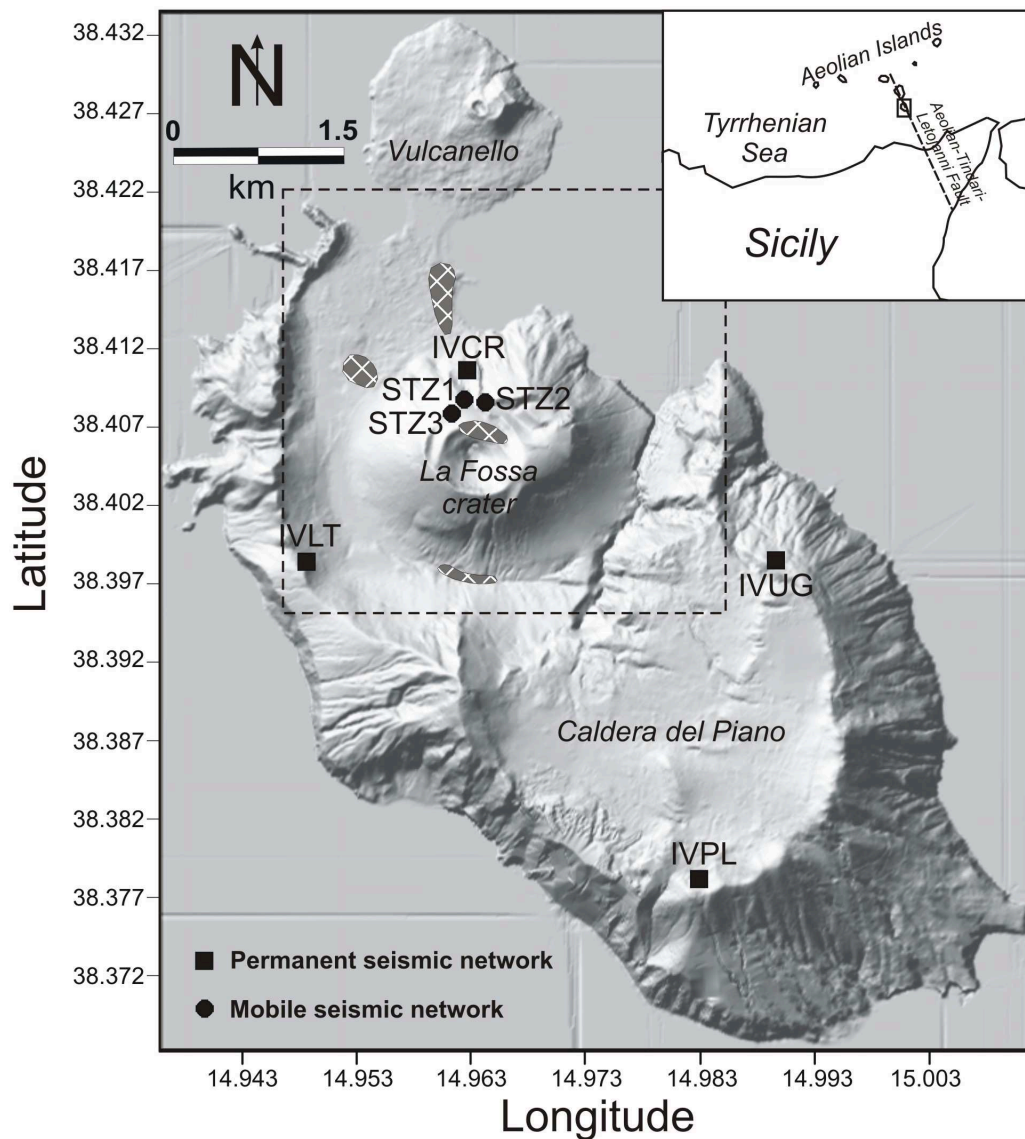 38.432
38.427
38.422
38.417
38.412
38.407
38.402
38.397
38.392
38.387
38.382
38.377
38.372
Latitude
N
0 1.5
km
Vulcanello
Aeolian Islands
Tyrrhenian
Sea
Aeolian-Tindari-
Letojanni Fault
Sicily
IVCR
STZ1
STZ2
STZ3
La Fossa
crater
IVLT
IVUG
Caldera del Piano
IVPL
Permanent seismic network
Mobile seismic network
14.943 14.953 14.963 14.973 14.983 14.993 15.003
Longitude